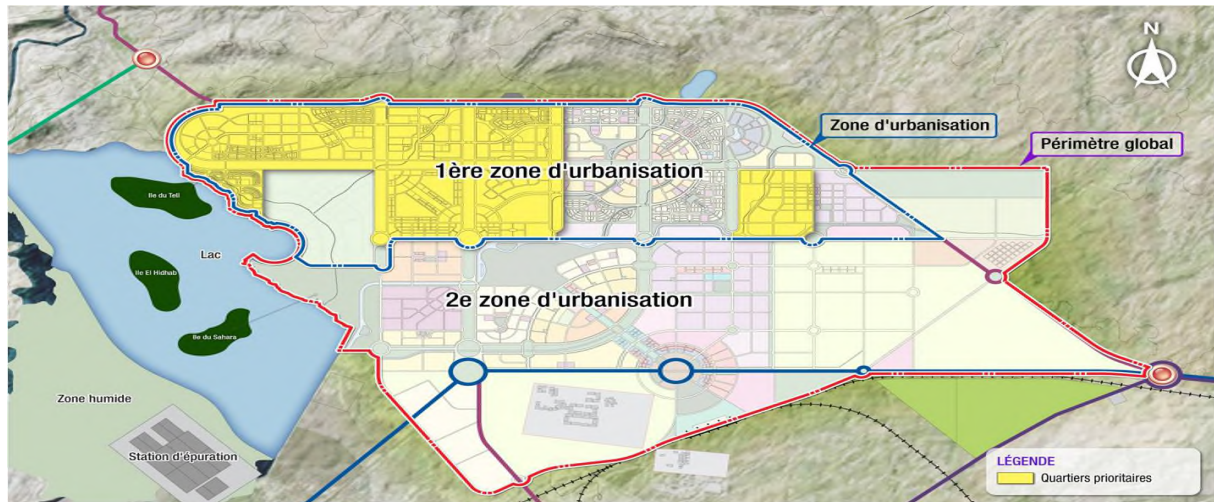 N
Zone d'urbanisation
Périmètre global
1ère zone d'urbanisation
Ile du Tell
Lac
Ile El Hidhab
2e zone d'urbanisation
Ile du Sahara
Zone humide
Station d'épuration
LÉGENDE
Quartiers prioritaires